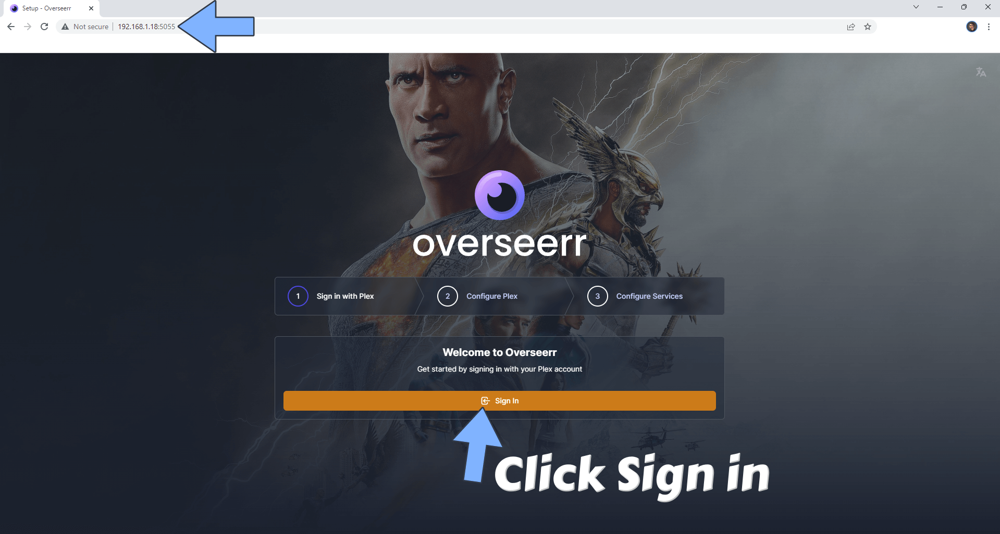 Setup - Overseerr
Not secure
192.168.1.18:5055
overseerr
1 Sign in with Plex
2 Configure Plex
3 Configure Services
Welcome to Overseerr
Get started by signing in with your Plex account
Sign In
Click Sign in